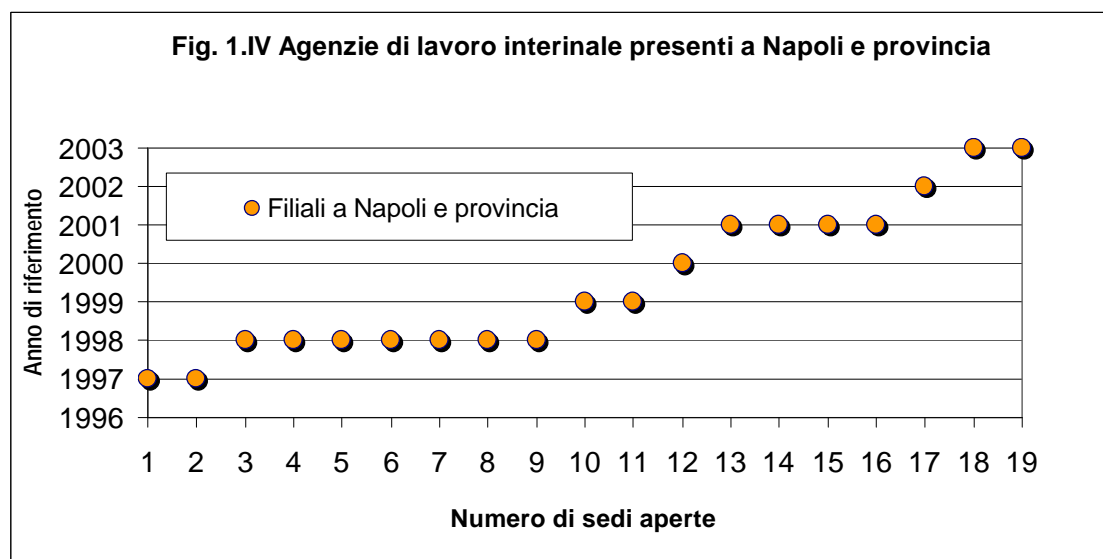 Fig. 1.IV Agenzie di lavoro interinale presenti a Napoli e provincia
Anno di riferimento
2003
2002
2001
2000
1999
1998
1997
1996
Filiali a Napoli e provincia
1 2 3 4 5 6 7 8 9 10 11 12 13 14 15 16 17 18 19
Numero di sedi aperte